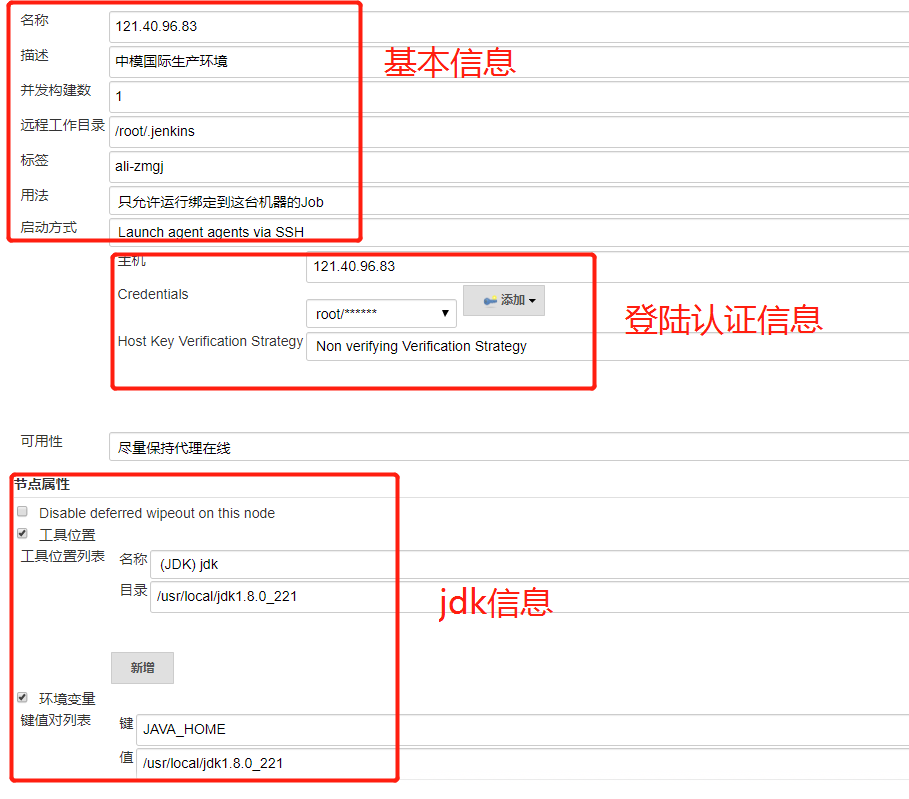 名称 121.40.96.83
描述 中模国际生产环境
基本信息
并发构建数 1
远程工作目录 /root/.jenkins
标签 ali-zmgj
用法 只允许运行绑定到这台机器的Job
启动方式 Launch agent agents via SSH
主机 121.40.96.83
Credentials
root/****** 添加
登陆认证信息
Host Key Verification Strategy Non verifying Verification Strategy
可用性 尽量保持代理在线
节点属性
Disable deferred wipeout on this node
工具位置
工具位置列表 名称 (JDK) jdk
目录 /usr/local/jdk1.8.0_221
jdk信息
新增
环境变量
键值对列表 键 JAVA_HOME
值 /usr/local/jdk1.8.0_221